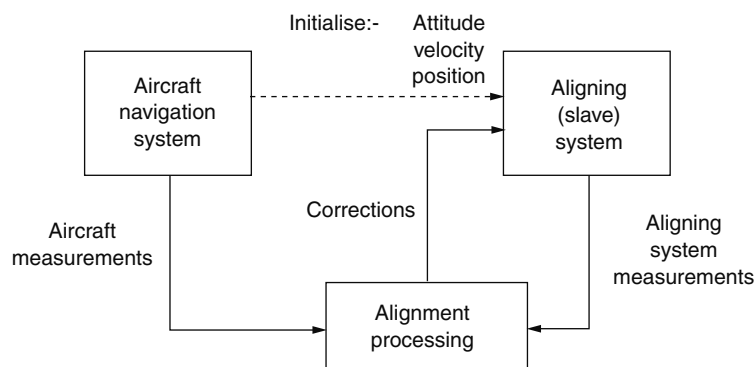 Initialise:- Attitude
velocity
position
Aircraft
navigation
system
Aligning
(slave)
system
Aircraft
measurements
Corrections
Aligning
system
measurements
Alignment
processing